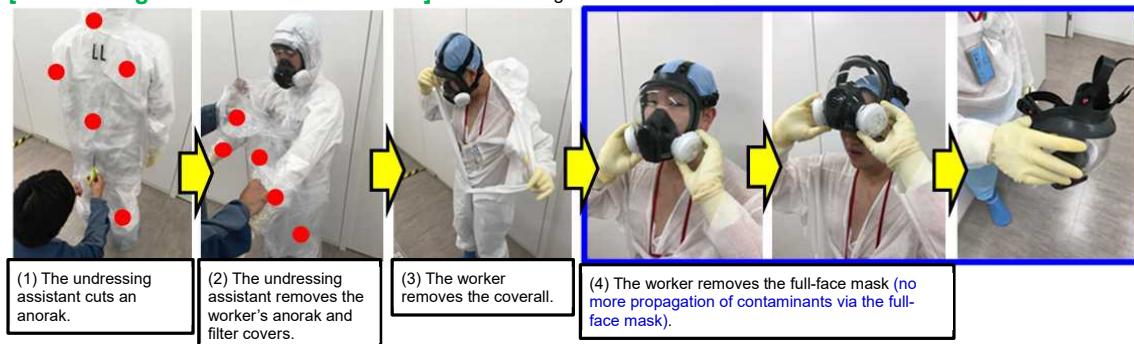 LL
(1) The undressing
assistant cuts an
anorak.
(2) The undressing
assistant removes the
worker's anorak and
filter covers.
(3) The worker
removes the coverall.
(4) The worker removes the full-face mask (no
more propagation of contaminants via the full-
face mask).